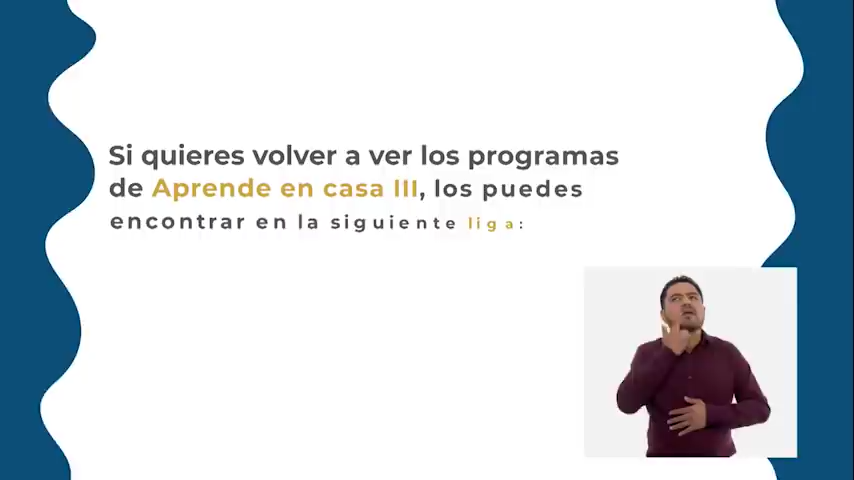 Si quieres volver a ver los programas
de Aprende en casa III, los puedes
encontrar en la siguiente liga: